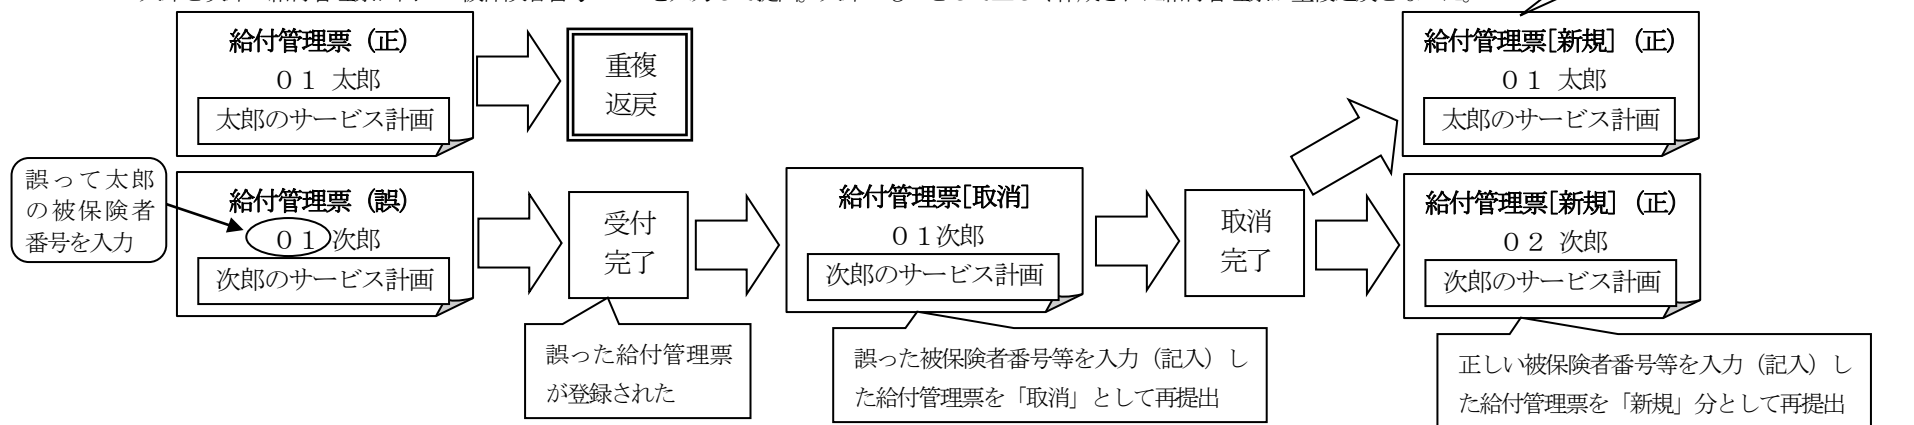 給付管理票（正）
０１ 太郎
太郎のサービス計画
重複
返戻
給付管理票[新規]（正）
０１ 太郎
太郎のサービス計画
誤って太郎
の被保険者
番号を入力
給付管理票（誤）
０１次郎
次郎のサービス計画
受付
完了
給付管理票[取消]
０１次郎
次郎のサービス計画
取消
完了
給付管理票[新規]（正）
０２ 次郎
次郎のサービス計画
誤った給付管理票
が登録された
誤った被保険者番号等を入力（記入）し
た給付管理票を「取消」として再提出
正しい被保険者番号等を入力（記入）し
た給付管理票を「新規」分として再提出